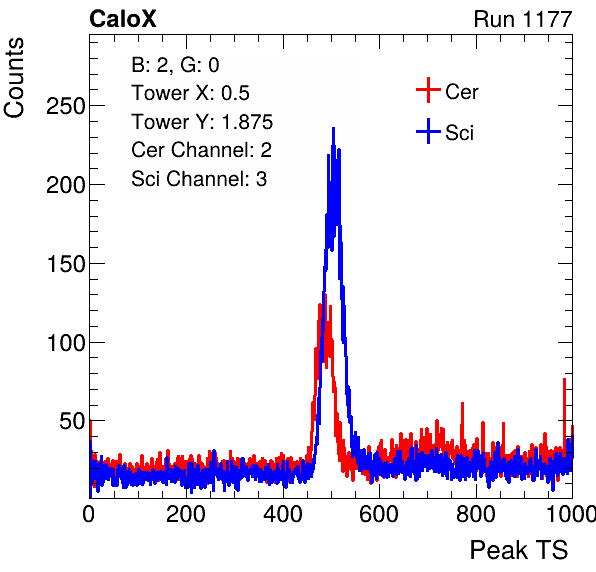 CaloX Run 1177
Counts
B: 2, G: 0
Tower X: 0.5
Tower Y: 1.875
Cer Channel: 2
Sci Channel: 3
Cer
Sci
250
200
150
100
50
0 200 400 600 800 1000
Peak TS